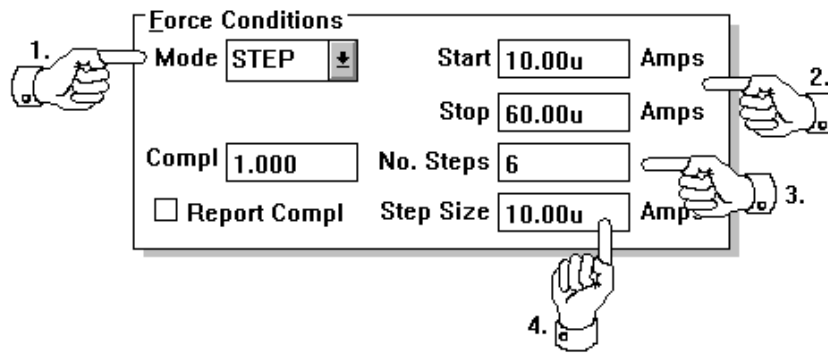 Force Conditions
1.
Mode STEP Start 10.00u Amps
2.
Stop 60.00u Amps
Compl 1.000 No. Steps 6
3.
Report Compl Step Size 10.00u Amps
4.